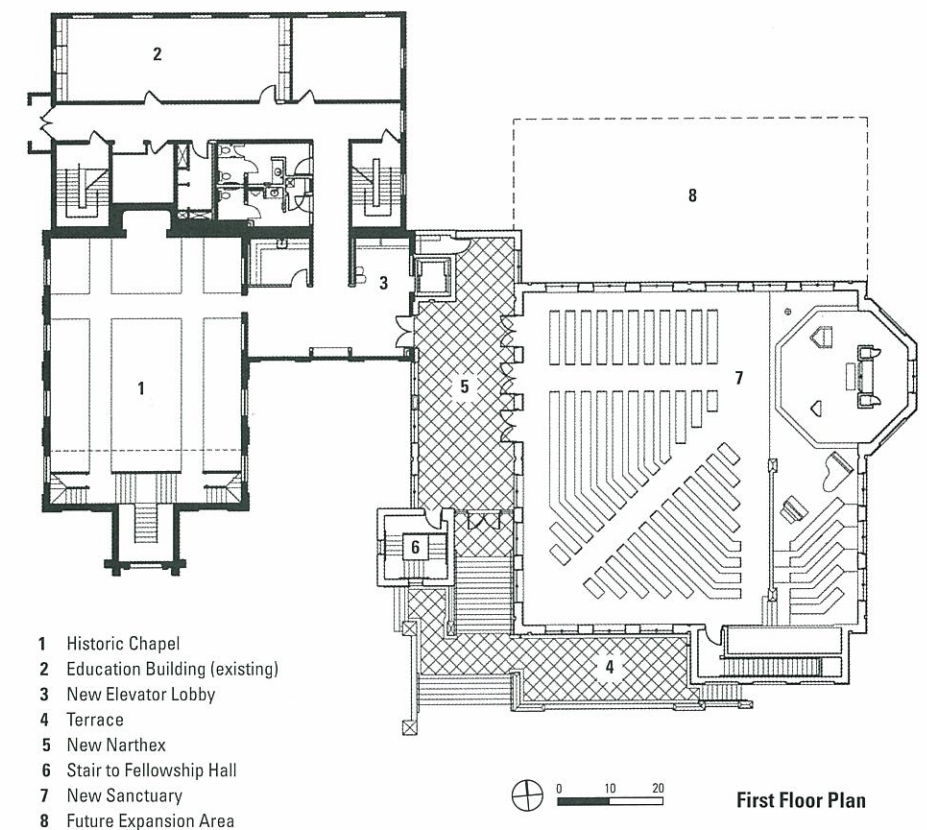 2
8
3
1
5
7
6
4
1 Historic Chapel
2 Education Building (existing)
3 New Elevator Lobby
4 Terrace
5 New Narthex
6 Stair to Fellowship Hall
7 New Sanctuary
8 Future Expansion Area
0 10 20
First Floor Plan